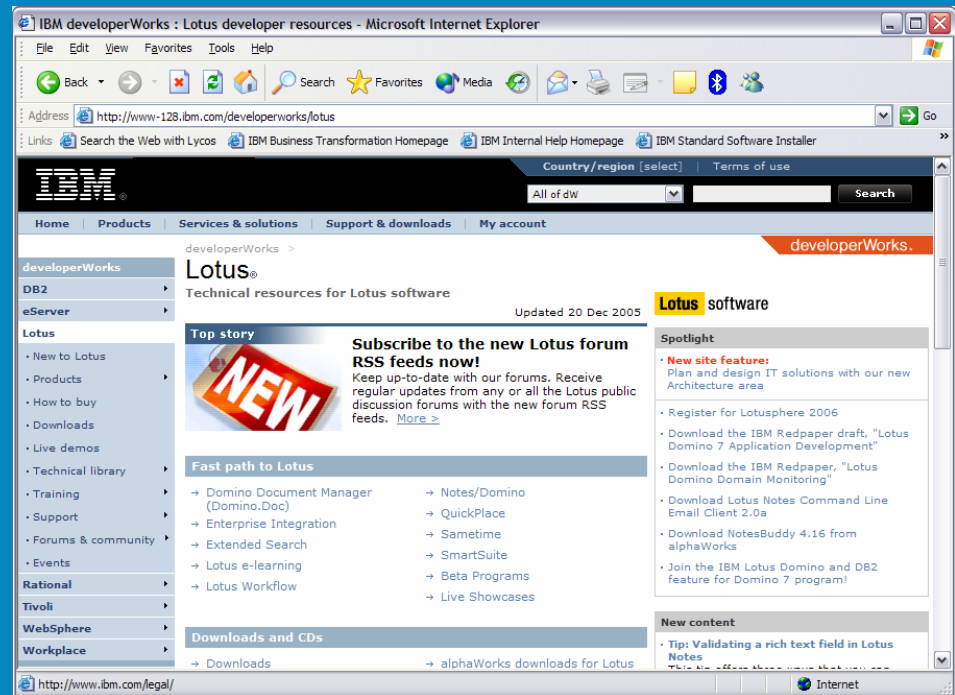 IBM developerWorks : Lotus developer resources - Microsoft Internet Explorer
File Edit View Favorites Tools Help
Back Search Favorites Media
Address http://www-128.ibm.com/developerworks/lotus Go
Links Search the Web with Lycos IBM Business Transformation Homepage IBM Internal Help Homepage IBM Standard Software Installer »
Country/region [select] | Terms of use
IBM®
All of dW Search
Home | Products | Services & solutions | Support & downloads | My account
developerWorks >
developerWorks.
developerWorks
DB2
eServer
Lotus
· New to Lotus
· Products
· How to buy
· Downloads
· Live demos
· Technical library
· Training
· Support
· Forums & community
· Events
Rational
Tivoli
WebSphere
Workplace
Lotus®
Technical resources for Lotus software
Updated 20 Dec 2005
Top story
NEW
Subscribe to the new Lotus forum
RSS feeds now!
Keep up-to-date with our forums. Receive
regular updates from any or all the Lotus public
discussion forums with the new forum RSS
feeds. More >
Fast path to Lotus
→ Domino Document Manager
(Domino.Doc)
→ Enterprise Integration
→ Extended Search
→ Lotus e-learning
→ Lotus Workflow
→ Notes/Domino
→ QuickPlace
→ Sametime
→ SmartSuite
→ Beta Programs
→ Live Showcases
Downloads and CDs
→ Downloads
→ alphaWorks downloads for Lotus
Lotus software
Spotlight
· New site feature:
Plan and design IT solutions with our new
Architecture area
· Register for Lotusphere 2006
· Download the IBM Redpaper draft, "Lotus
Domino 7 Application Development"
· Download the IBM Redpaper, "Lotus
Domino Domain Monitoring"
· Download Lotus Notes Command Line
Email Client 2.0a
· Download NotesBuddy 4.16 from
alphaWorks
· Join the IBM Lotus Domino and DB2
feature for Domino 7 program!
New content
· Tip: Validating a rich text field in Lotus
Notes
This tip offers three ways that you can
http://www.ibm.com/legal/
Internet